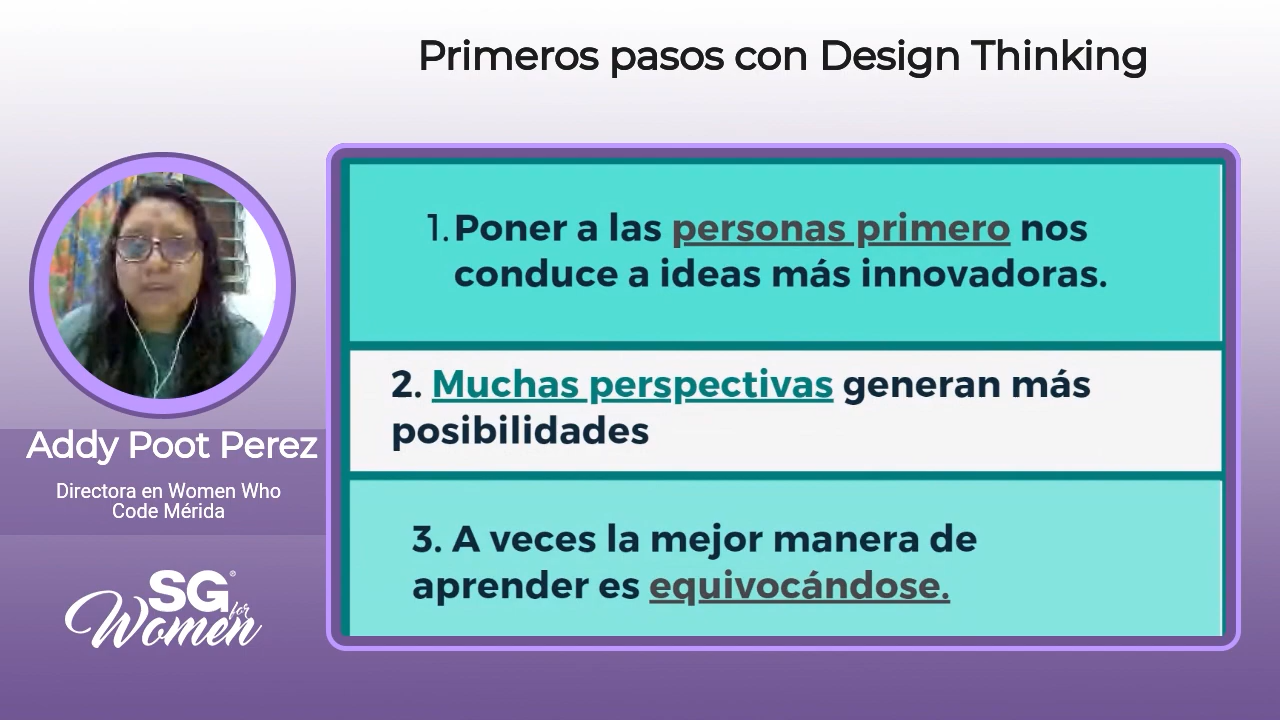 Primeros pasos con Design Thinking
1. Poner a las personas primero nos
conduce a ideas más innovadoras.
2. Muchas perspectivas generan más
posibilidades
3. A veces la mejor manera de
aprender es equivocándose.
Addy Poot Perez
Directora en Women Who
Code Mérida
SG®
for
Women